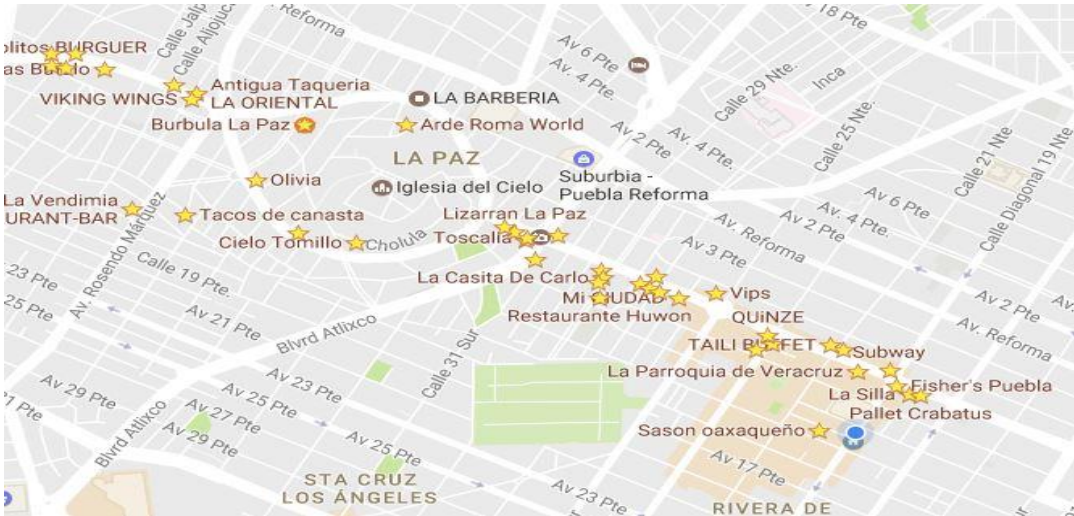 Av 18 Pte
Calle Jalp
Calle Aljojuca
olitos BURGUER
Av 6 Pte
Av. 4 Pte.
Calle 29 Nte.
Inca
Calle 25 Nte.
Antigua Taqueria
VIKING WINGS
LA ORIENTAL
LA BARBERIA
Burbula La Paz
Arde Roma World
Av 2 Pte
Av. 4 Pte.
Calle 21 Nte
Calle Diagonal 19 Nte
LA PAZ
Suburbia -
Puebla Reforma
Olivia
Iglesia del Cielo
Av 6 Pte
Av. 4 Pte.
Av 2 Pte
La Vendimia
URANT-BAR
Tacos de canasta
Lizarran La Paz
Av. Reforma
Av. Rosendo Márquez
Cielo Tomillo
Cholula
Toscalia
Av 3 Pte
23 Pte
Calle 19 Pte.
La Casita De Carlo
25 Pte
Av 21 Pte
Mi CIUDAD
Vips
Av 2 Pte
Restaurante Huwon
QUiNZE
Av. Reforma
Blvrd Atlixco
Calle 31 Sur
TAILI BUFFET
Subway
Av 29 Pte
Av 23 Pte
La Parroquia de Veracruz
Fisher's Puebla
La Silla
21 Pte
Av 25 Pte
Av 27 Pte
Pallet Crabatus
Blvrd Atlixco
Av 29 Pte
Av 25 Pte
Sason oaxaqueño
Av 17 Pte
STA CRUZ
LOS ÁNGELES
Av 23 Pte
RIVERA DE